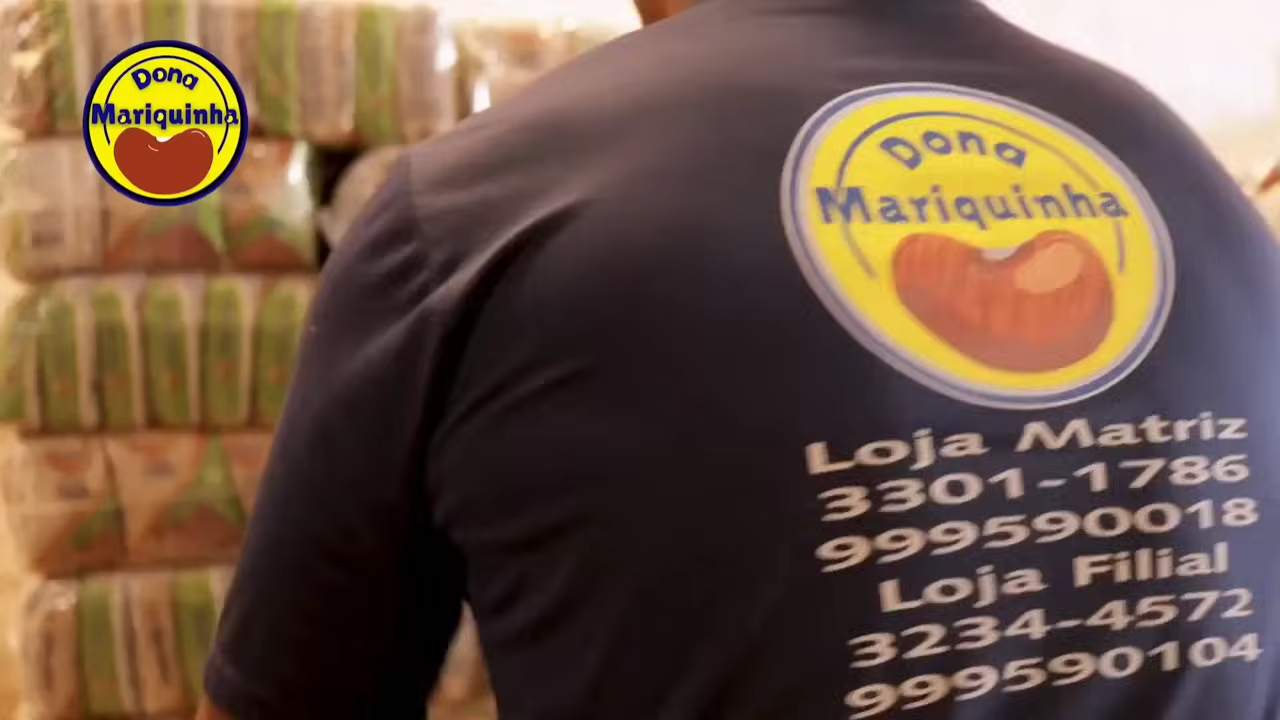 Dona
Mariquinha
Dona
Mariquinha
Loja Matriz
3301-1786
999590018
Loja Filial
3234-4572
999590104